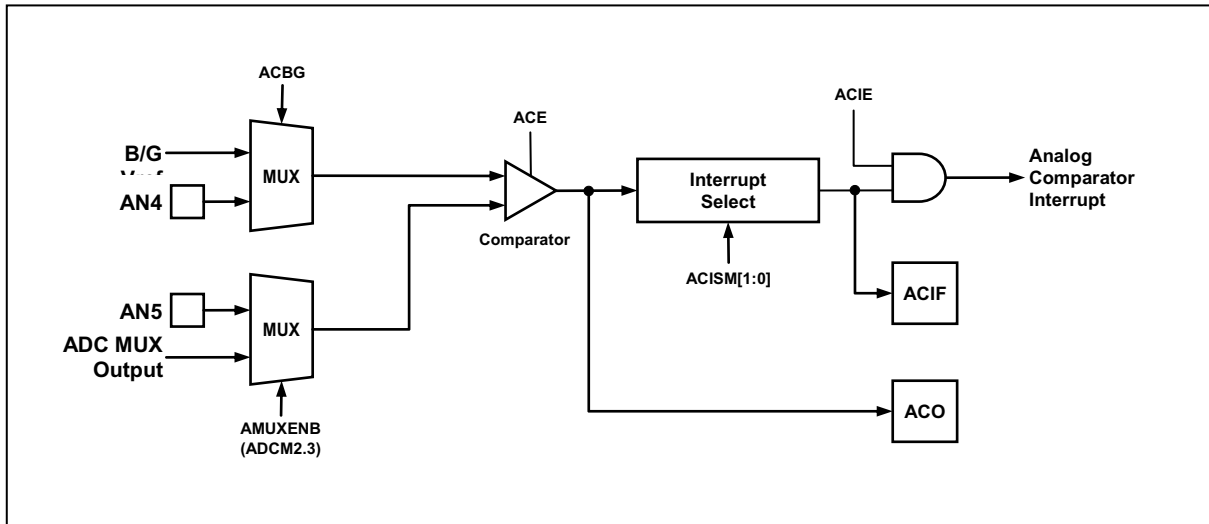 ACBG
B/G
AN4
MUX
ACE
Comparator
Interrupt
Select
ACISM[1:0]
ACIE
Analog
Comparator
Interrupt
AN5
ADC MUX
Output
MUX
AMUXENB
(ADCM2.3)
ACIF
ACO